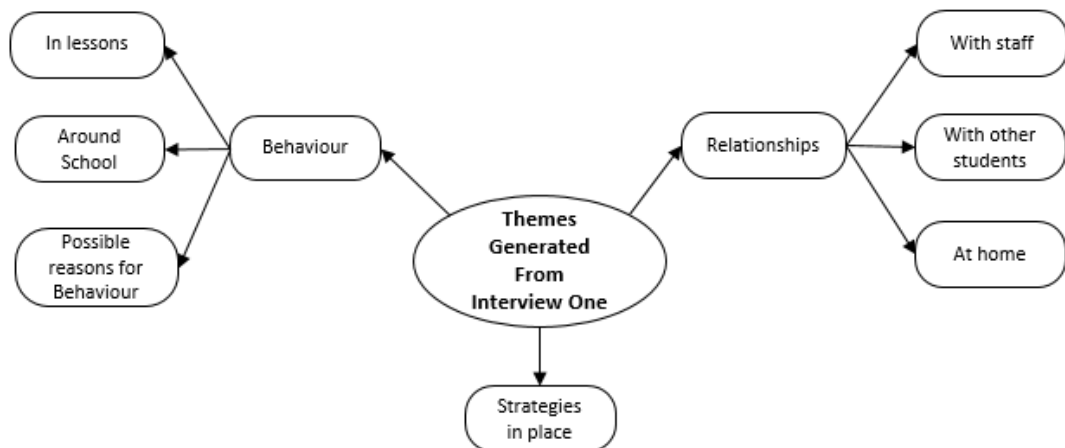 In lessons
Around
School
Possible
reasons for
Behaviour
Behaviour
Themes
Generated
From
Interview One
Strategies
in place
Relationships
With staff
With other
students
At home